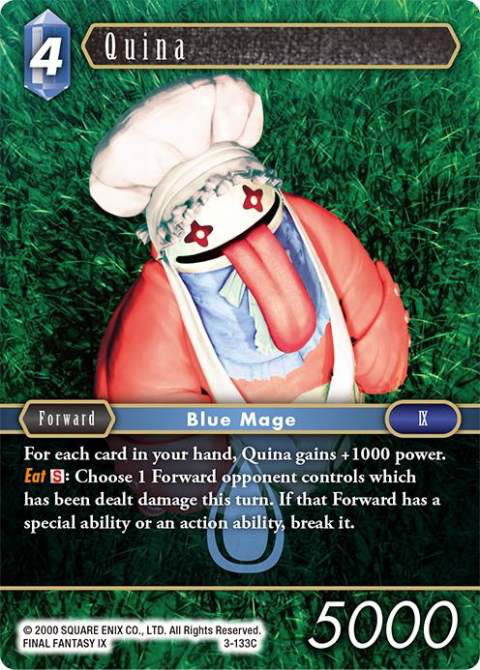 4
Quina
Forward
Blue Mage
IX
For each card in your hand, Quina gains +1000 power.
Eat S: Choose 1 Forward opponent controls which
has been dealt damage this turn. If that Forward has a
special ability or an action ability, break it.
© 2000 SQUARE ENIX CO., LTD. All Rights Reserved.
FINAL FANTASY IX
3-133C
5000